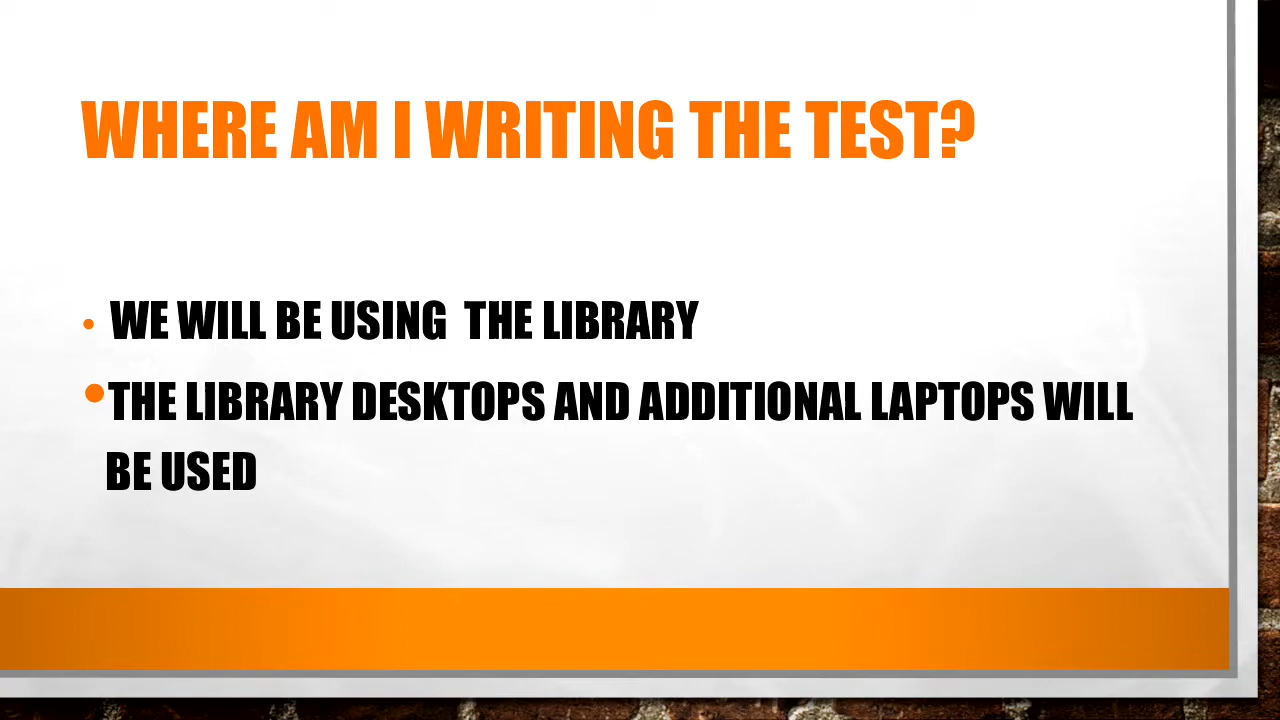 WHERE AM I WRITING THE TEST?
• WE WILL BE USING  THE LIBRARY
• THE LIBRARY DESKTOPS AND ADDITIONAL LAPTOPS WILL
BE USED